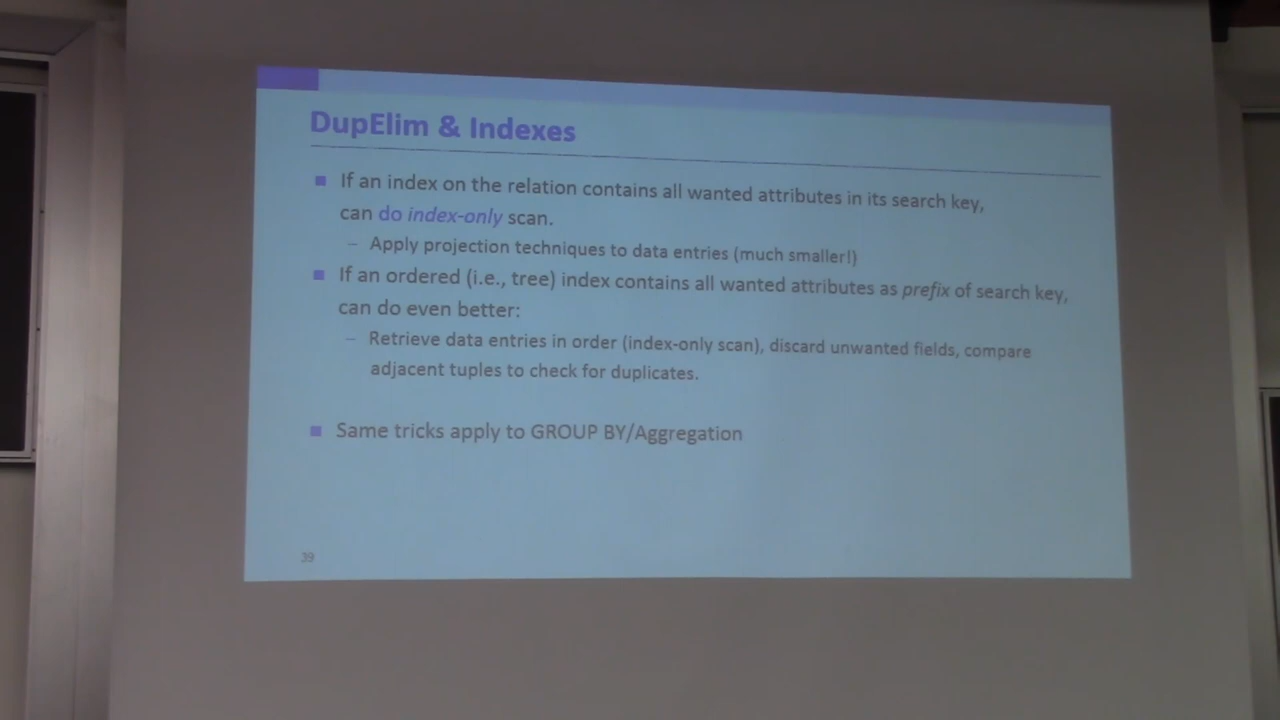 DupElim & Indexes
▪ If an index on the relation contains all wanted attributes in its search key,
can do index-only scan.
– Apply projection techniques to data entries (much smaller!)
▪ If an ordered (i.e., tree) index contains all wanted attributes as prefix of search key,
can do even better:
– Retrieve data entries in order (index-only scan), discard unwanted fields, compare
adjacent tuples to check for duplicates.
▪ Same tricks apply to GROUP BY/Aggregation
39